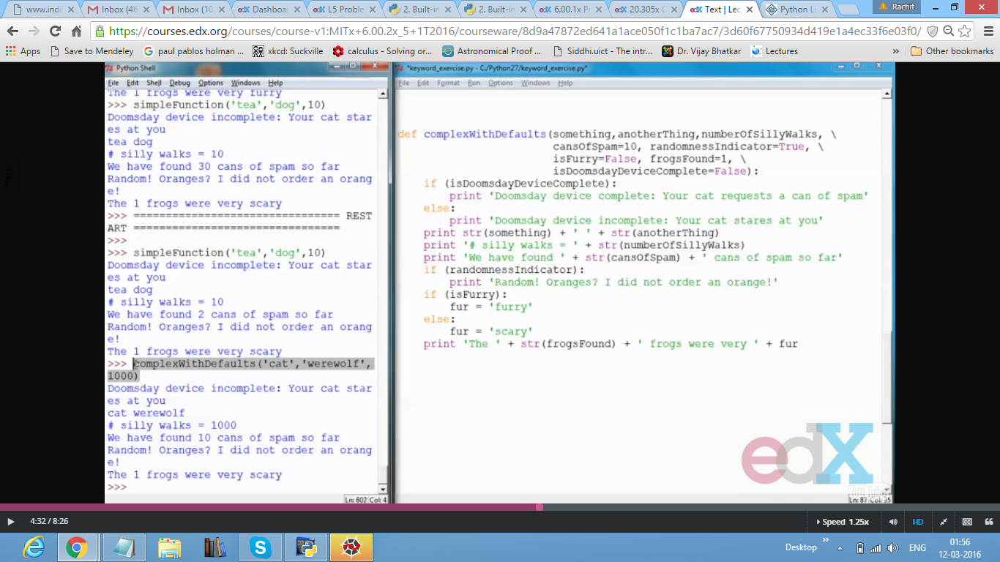 www.indi
Inbox (46
Inbox (10
Dashboa
L5 Proble
2. Built-in
2. Built-in
6.00.1x P
20.305x C
Text | Lec
Python Li
Rachit
https://courses.edx.org/courses/course-v1:MITx+6.00.2x_5+1T2016/courseware/8d9a47872ed641a1ace050f1c1ba7ac7/3d60f67750934d419e1a4ec33f6e03f0/
Apps
Save to Mendeley
paul pablos holman ...
xkcd: Suckville
calculus - Solving or...
Astronomical Proof ...
Siddhi.uict - The intr...
Dr. Vijay Bhatkar
Lectures
»
Other bookmarks
Python Shell
File Edit Shell Debug Options Windows Help
The 1 frogs were very furry
>>> simpleFunction('tea','dog',10)
Doomsday device incomplete: Your cat star
es at you
tea dog
# silly walks = 10
We have found 30 cans of spam so far
Random! Oranges? I did not order an orang
e!
The 1 frogs were very scary
>>> ================================ REST
ART ================================
>>>
>>> simpleFunction('tea','dog',10)
Doomsday device incomplete: Your cat star
es at you
tea dog
# silly walks = 10
We have found 2 cans of spam so far
Random! Oranges? I did not order an orang
e!
The 1 frogs were very scary
>>> complexWithDefaults('cat','werewolf',
1000)
Doomsday device incomplete: Your cat star
es at you
cat werewolf
# silly walks = 1000
We have found 10 cans of spam so far
Random! Oranges? I did not order an orang
e!
The 1 frogs were very scary
>>>
Ln: 602 Col: 4
*keyword_exercise.py - C:/Python27/keyword_exercise.py*
File Edit Format Run Options Windows Help
def complexWithDefaults(something,anotherThing,numberOfSillyWalks, \
cansOfSpam=10, randomnessIndicator=True, \
isFurry=False, frogsFound=1, \
isDoomsdayDeviceComplete=False):
if (isDoomsdayDeviceComplete):
print 'Doomsday device complete: Your cat requests a can of spam'
else:
print 'Doomsday device incomplete: Your cat stares at you'
print str(something) + ' ' + str(anotherThing)
print '# silly walks = ' + str(numberOfSillyWalks)
print 'We have found ' + str(cansOfSpam) + ' cans of spam so far'
if (randomnessIndicator):
print 'Random! Oranges? I did not order an orange!'
if (isFurry):
fur = 'furry'
else:
fur = 'scary'
print 'The ' + str(frogsFound) + ' frogs were very ' + fur
edX
YouTube
Ln: 87 Col: 35
4:32 / 8:26
Speed 1.25x
HD
Desktop
»
ENG
01:56
12-03-2016